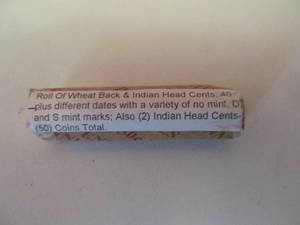 Roll Of Wheat Back & Indian Head Cents; 45
plus different dates with a variety of no mint, D
and S mint marks; Also (2) Indian Head Cents
(50) Coins Total.